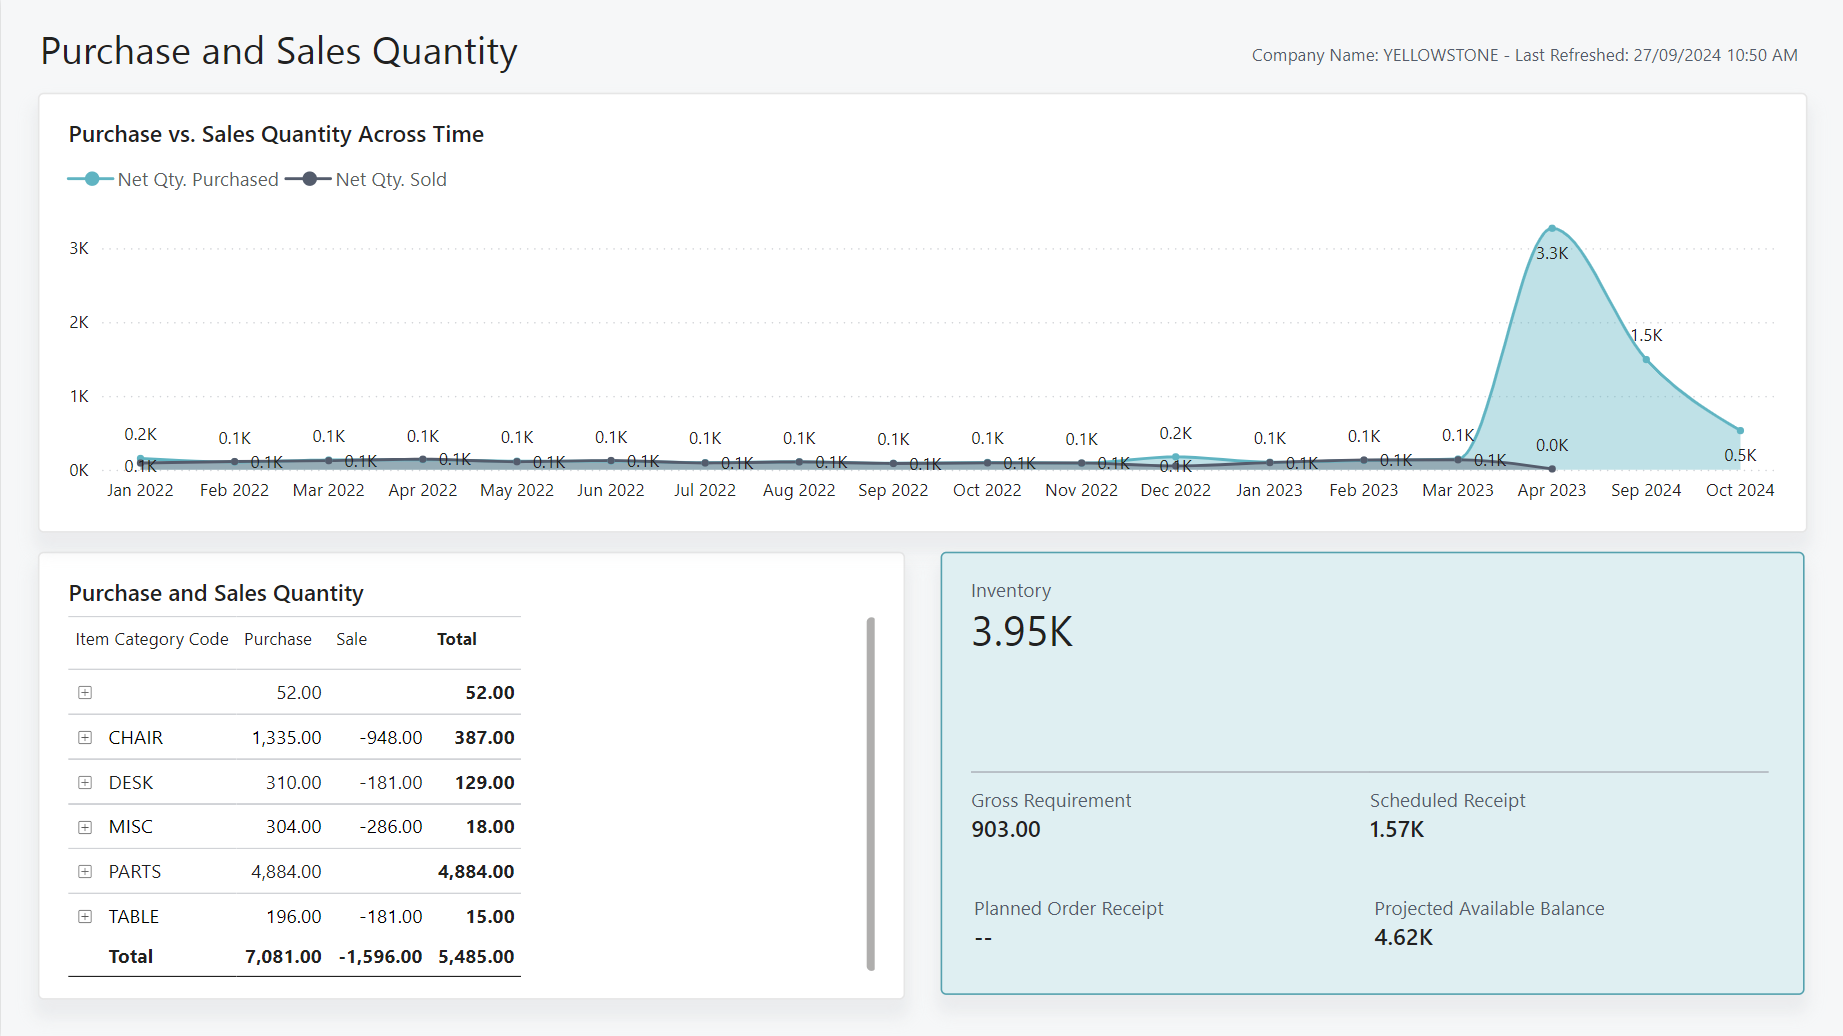 Purchase and Sales Quantity
Company Name: YELLOWSTONE - Last Refreshed: 27/09/2024 10:50 AM
Purchase vs. Sales Quantity Across Time
Net Qty. Purchased Net Qty. Sold
3K
2K
1K
0K
3.3K
1.5K
0.2K 0.1K 0.1K 0.1K 0.1K 0.1K 0.1K 0.1K 0.1K 0.1K 0.1K 0.2K 0.1K 0.1K 0.1K 0.0K 0.5K
0.1K 0.1K 0.1K 0.1K 0.1K 0.1K 0.1K 0.1K 0.1K 0.1K 0.1K 0.1K 0.1K 0.1K 0.1K
Jan 2022 Feb 2022 Mar 2022 Apr 2022 May 2022 Jun 2022 Jul 2022 Aug 2022 Sep 2022 Oct 2022 Nov 2022 Dec 2022 Jan 2023 Feb 2023 Mar 2023 Apr 2023 Sep 2024 Oct 2024
Purchase and Sales Quantity
Item Category Code Purchase Sale Total
52.00 52.00
CHAIR 1,335.00 -948.00 387.00
DESK 310.00 -181.00 129.00
MISC 304.00 -286.00 18.00
PARTS 4,884.00 4,884.00
TABLE 196.00 -181.00 15.00
Total 7,081.00 -1,596.00 5,485.00
Inventory
3.95K
Gross Requirement Scheduled Receipt
903.00 1.57K
Planned Order Receipt Projected Available Balance
-- 4.62K